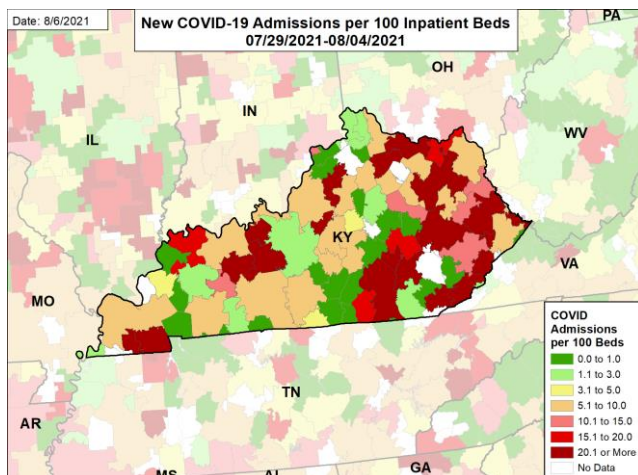 Date: 8/6/2021
New COVID-19 Admissions per 100 Inpatient Beds
07/29/2021-08/04/2021
PA
OH
IN
IL
WV
KY
VA
MO
TN
AR
MS
AL
GA
COVID
Admissions
per 100 Beds
0.0 to 1.0
1.1 to 3.0
3.1 to 5.0
5.1 to 10.0
10.1 to 15.0
15.1 to 20.0
20.1 or More
No Data